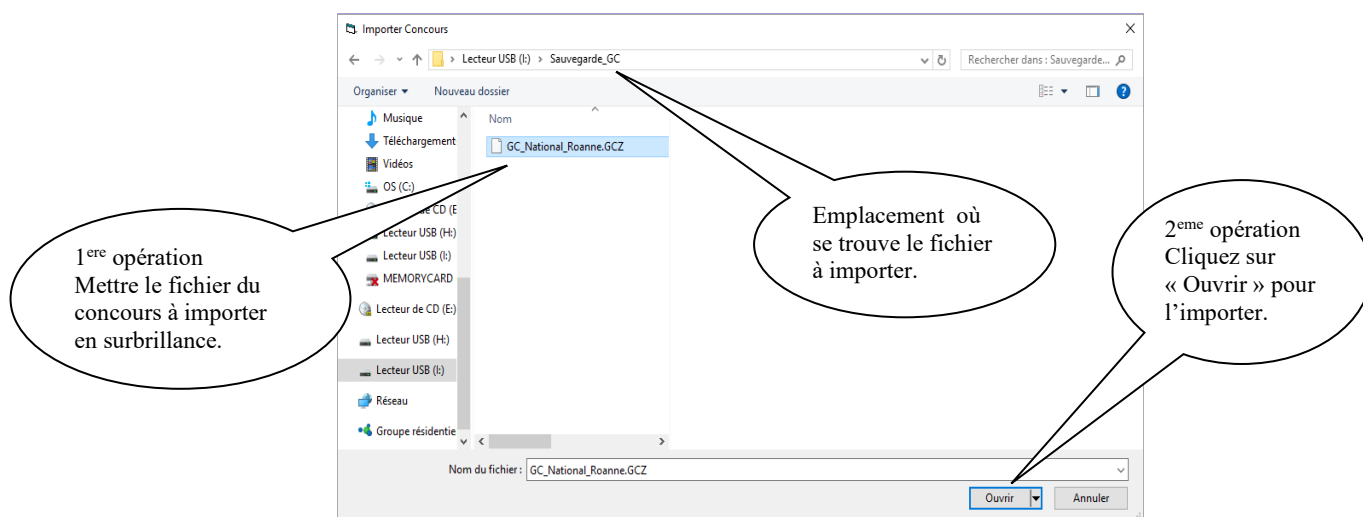 Importer Concours
Lecteur USB (I:) > Sauvegarde_GC
Rechercher dans : Sauvegarde...
Organiser
Nouveau dossier
Musique
Téléchargement
Vidéos
OS (C:)
de CD (E
Lecteur USB (H:)
Lecteur USB (I:)
MEMORYCARD
Lecteur de CD (E:)
Lecteur USB (H:)
Lecteur USB (I:)
Réseau
Groupe résidentie
Nom
GC_National_Roanne.GCZ
1ere opération
Mettre le fichier du
concours à importer
en surbrillance.
Emplacement où
se trouve le fichier
à importer.
2eme opération
Cliquez sur
« Ouvrir » pour
l’importer.
Nom du fichier : GC_National_Roanne.GCZ
Ouvrir
Annuler